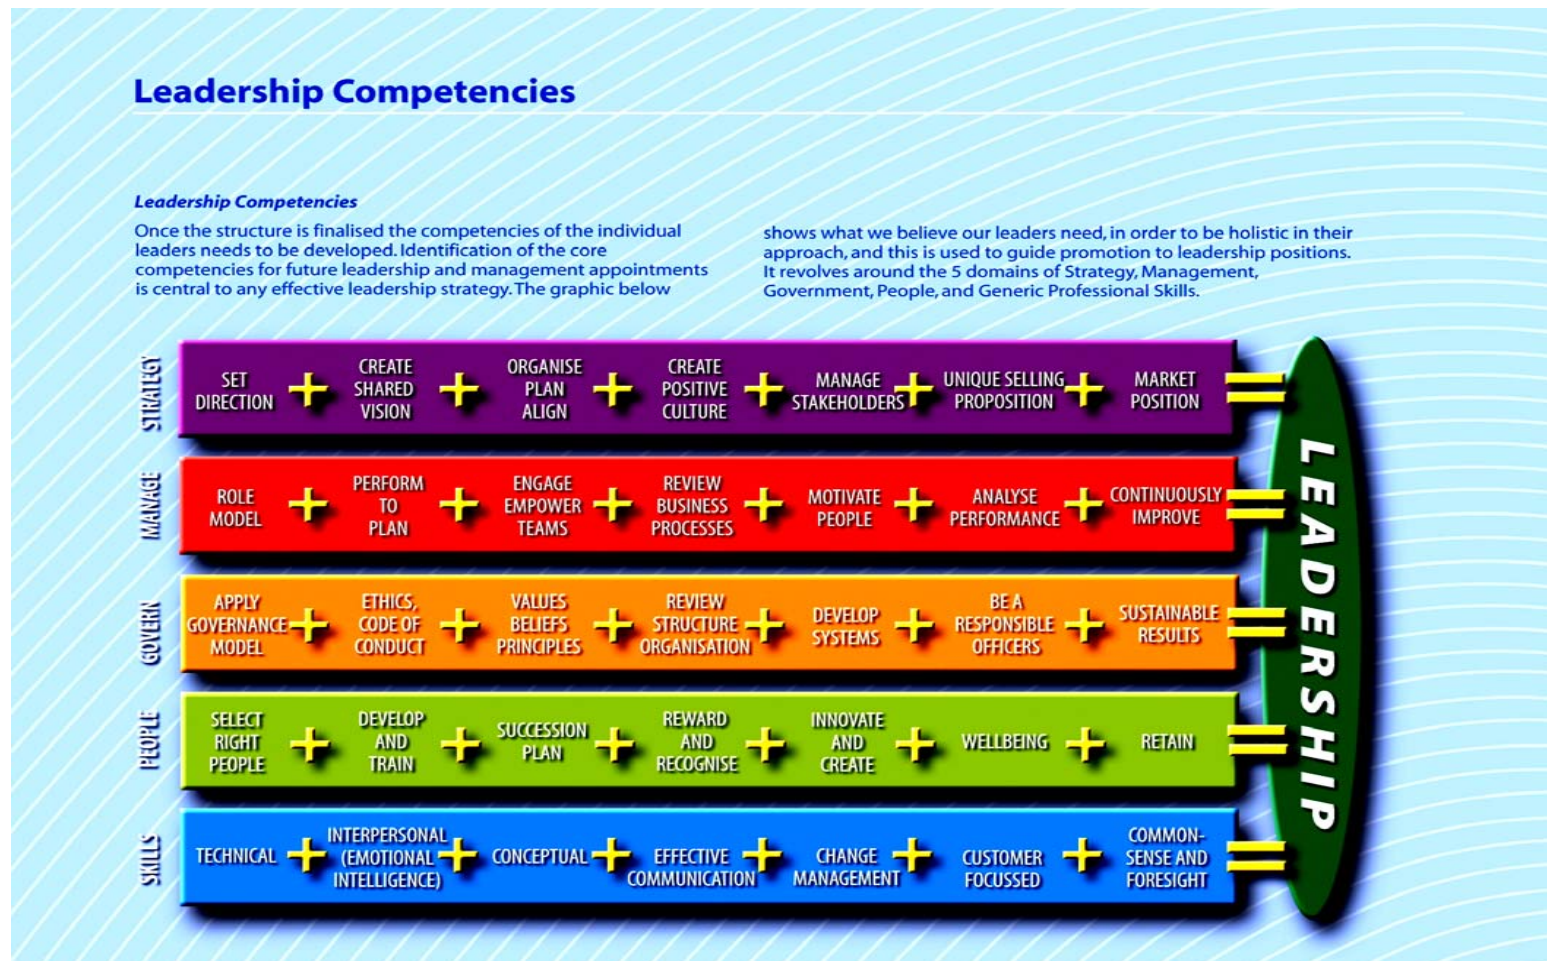 Leadership Competencies
Leadership Competencies
Once the structure is finalised the competencies of the individual
leaders needs to be developed. Identification of the core
competencies for future leadership and management appointments
is central to any effective leadership strategy. The graphic below
shows what we believe our leaders need, in order to be holistic in their
approach, and this is used to guide promotion to leadership positions.
It revolves around the 5 domains of Strategy, Management,
Government, People, and Generic Professional Skills.
STRATEGY
SET
DIRECTION
+
CREATE
SHARED
VISION
+
ORGANISE
PLAN
ALIGN
+
CREATE
POSITIVE
CULTURE
+
MANAGE
STAKEHOLDERS
+
UNIQUE SELLING
PROPOSITION
+
MARKET
POSITION
=
MANAGE
ROLE
MODEL
+
PERFORM
TO
PLAN
+
ENGAGE
EMPOWER
TEAMS
+
REVIEW
BUSINESS
PROCESSES
+
MOTIVATE
PEOPLE
+
ANALYSE
PERFORMANCE
+
CONTINUOUSLY
IMPROVE
=
GOVERN
APPLY
GOVERNANCE
MODEL
+
ETHICS,
CODE OF
CONDUCT
+
VALUES
BELIEFS
PRINCIPLES
+
REVIEW
STRUCTURE
ORGANISATION
+
DEVELOP
SYSTEMS
+
BE A
RESPONSIBLE
OFFICERS
+
SUSTAINABLE
RESULTS
=
PEOPLE
SELECT
RIGHT
PEOPLE
+
DEVELOP
AND
TRAIN
+
SUCCESSION
PLAN
+
REWARD
AND
RECOGNISE
+
INNOVATE
AND
CREATE
+
WELLBEING
+
RETAIN
=
SKILLS
TECHNICAL
+
INTERPERSONAL
(EMOTIONAL
INTELLIGENCE)
+
CONCEPTUAL
+
EFFECTIVE
COMMUNICATION
+
CHANGE
MANAGEMENT
+
CUSTOMER
FOCUSSED
+
COMMON-
SENSE AND
FORESIGHT
=
LEADERSHIP